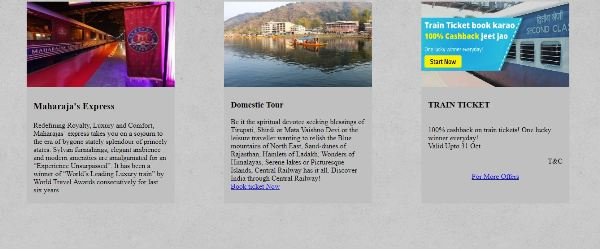 MAHARAJAS' EXPRESS
Maharaja's Express
Redefining Royalty, Luxury and Comfort,
Maharajas' express takes you on a sojourn to
the era of bygone stately splendour of princely
states. Sylvan furnishings, elegant ambience
and modern amenities are amalgamated for an
“Experience Unsurpassed”. It has been a
winner of “World's Leading Luxury train” by
World Travel Awards consecutively for last
six years
Domestic Tour
Be it the spiritual devotee seeking blessings of
Tirupati, Shirdi or Mata Vaishno Devi or the
leisure traveller wanting to relish the Blue
mountains of North East, Sand-dunes of
Rajasthan, Hamlets of Ladakh, Wonders of
Himalayas, Serene lakes or Picturesque
Islands, Central Railway has it all. Discover
India through Central Railway!
Book ticket Now
Train Ticket book karao,
100% Cashback jeet jao
One lucky winner everyday!
Start Now
SECOND CLAS
TRAIN TICKET
100% cashback on train tickets! One lucky
winner everyday!
Valid Upto 31 Oct
T&C
For More Offers